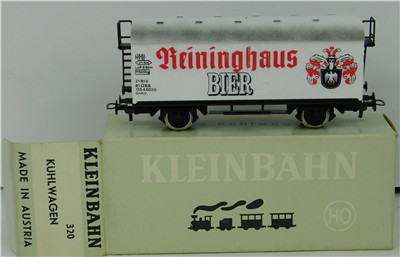 Reininghaus
BIER
KLEINBAHN
320
KÜHLWAGEN
MADE IN AUSTRIA
KLEINBAHN
HO